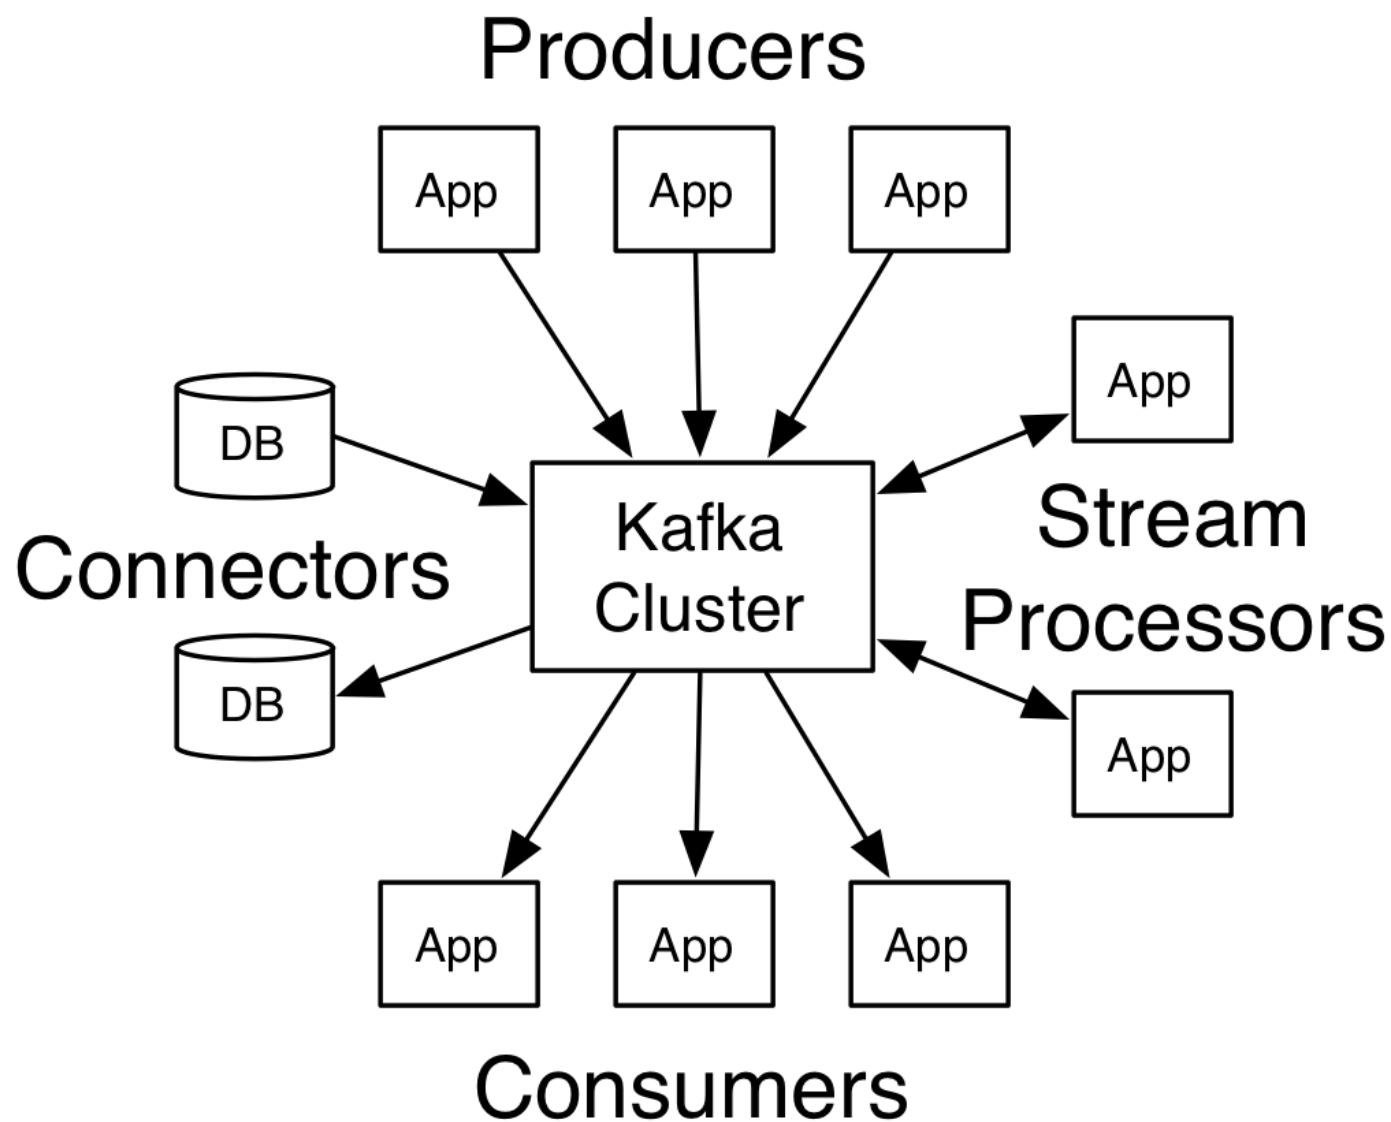 Producers
App
App
App
App
DB
Kafka
Cluster
Stream
Processors
Connectors
DB
App
App
App
App
Consumers